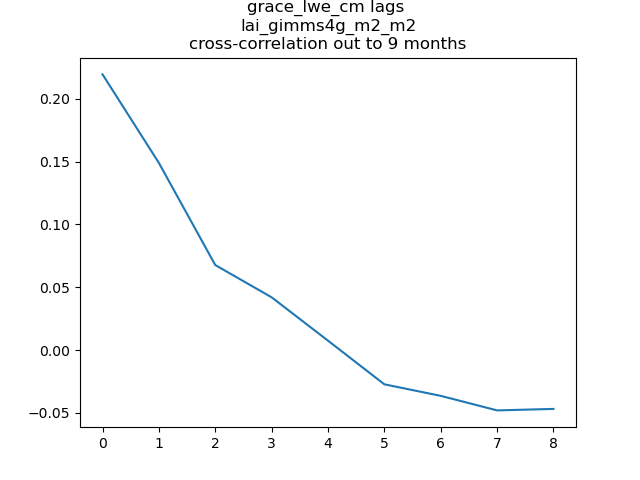 grace_lwe_cm lags
lai_gimms4g_m2_m2
cross-correlation out to 9 months
0.20
0.15
0.10
0.05
0.00
−0.05
0 1 2 3 4 5 6 7 8